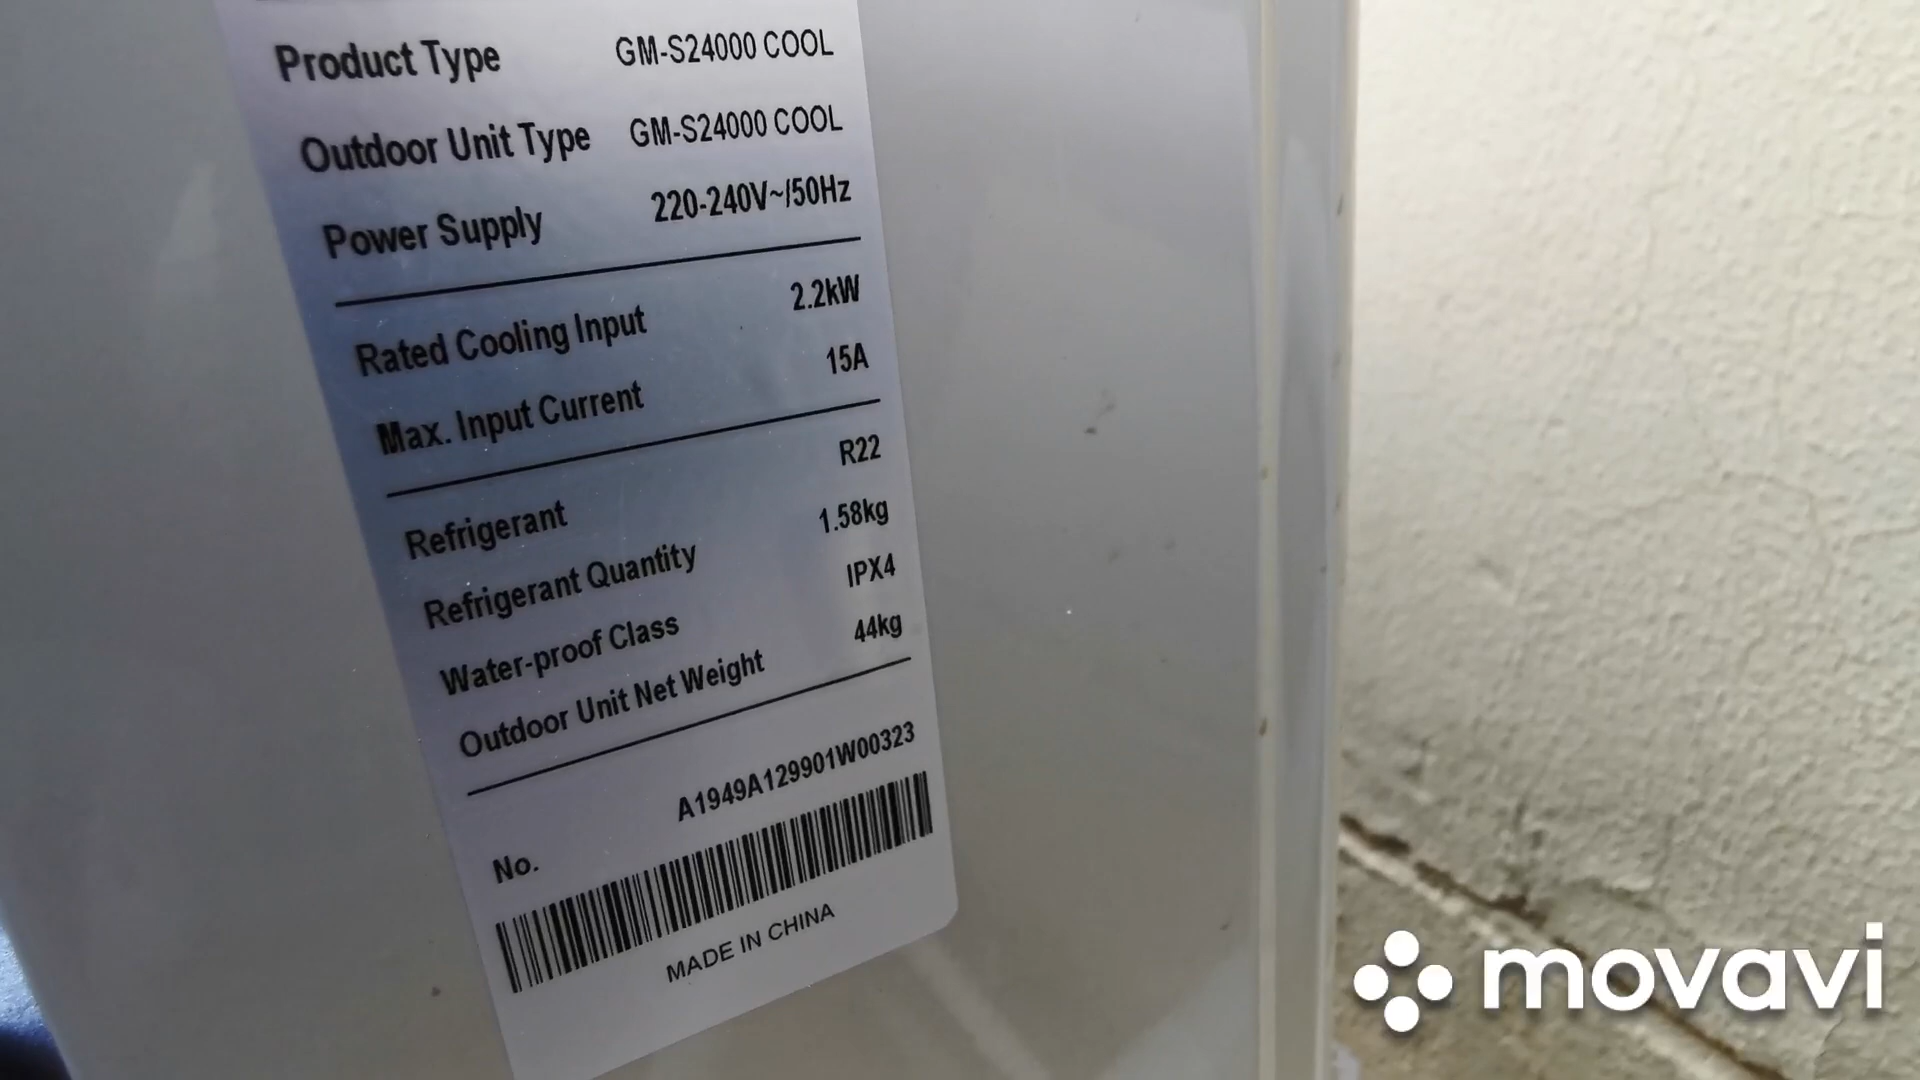 Product Type GM-S24000 COOL
Outdoor Unit Type GM-S24000 COOL
Power Supply 220-240V~/50Hz
Rated Cooling Input 2.2kW
Max. Input Current 15A
Refrigerant R22
Refrigerant Quantity 1.58kg
Water-proof Class IPX4
Outdoor Unit Net Weight 44kg
No. A1949A129901W00323
MADE IN CHINA
movavi